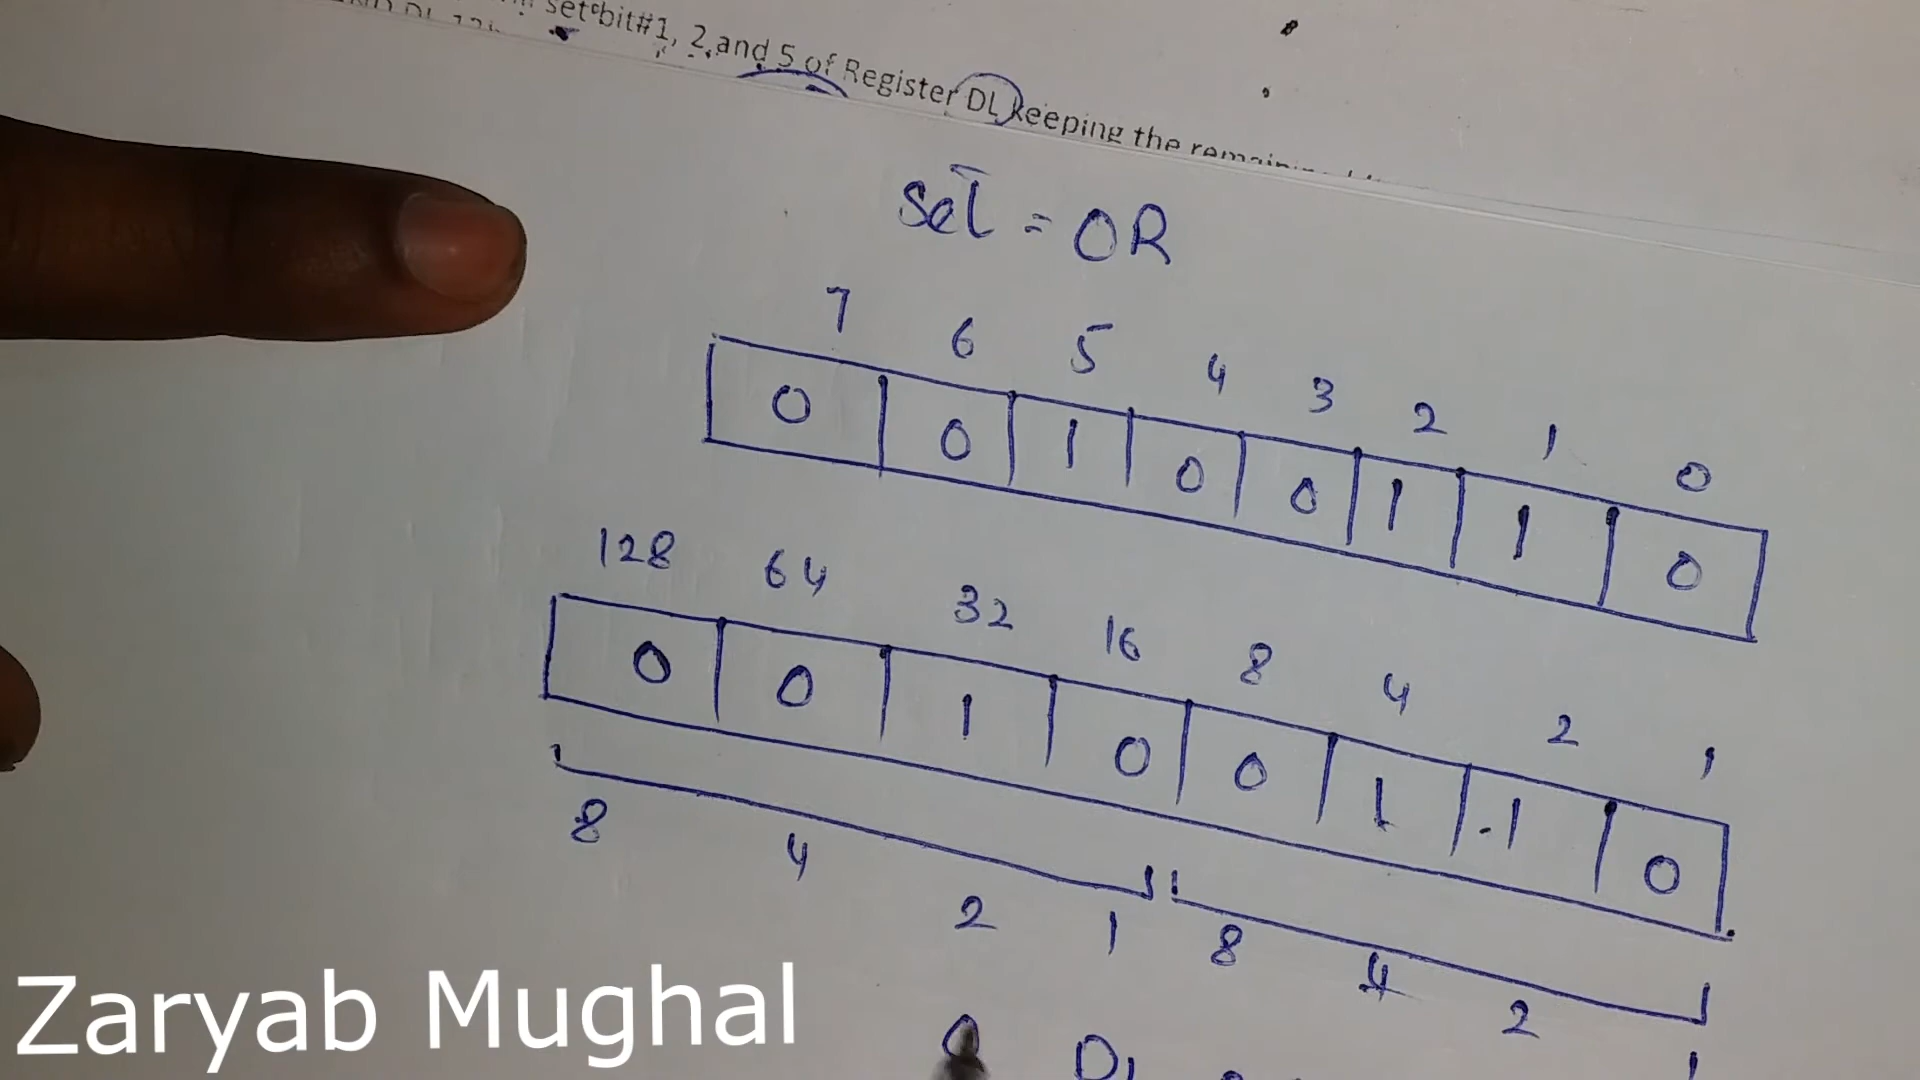 set bit#1, 2 and 5 of Register DL keeping the
Set = OR
7 6 5 4 3 2 1 0
0 0 1 0 0 1 1 0
128 64 32 16 8 4 2 1
0 0 1 0 0 1 1 0
8 4 2 1 8 4 2 1
Zaryab Mughal